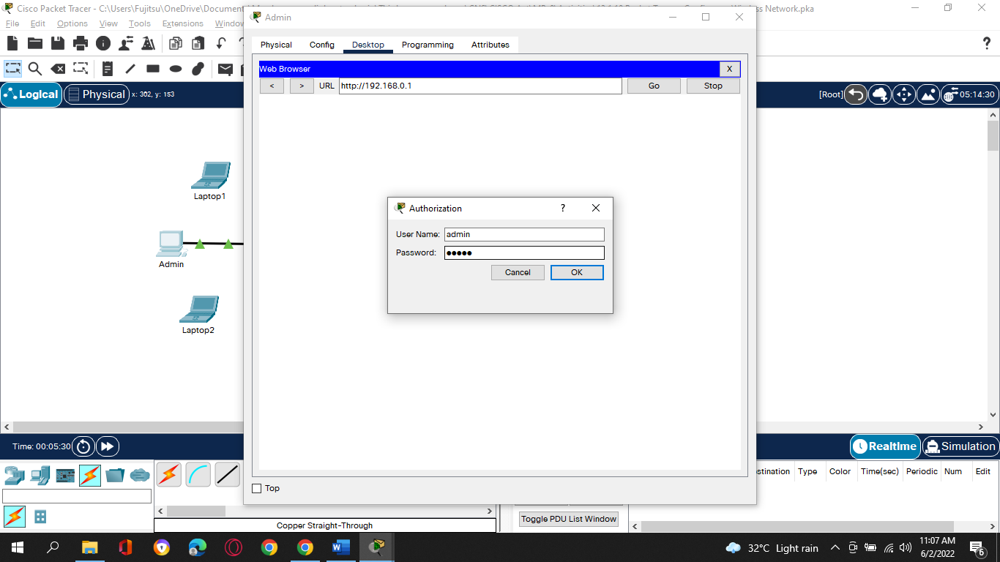 Cisco Packet Tracer - C:\Users\Fujitsu\OneDrive\Document
Network.pka
File Edit Options View Tools Extensions Window
?
Logical
Physical
x: 302, y: 153
[Root]
05:14:30
Admin
Physical Config Desktop Programming Attributes
Web Browser
X
< > URL http://192.168.0.1 Go Stop
Authorization
?
User Name: admin
Password: ●●●●●
Cancel OK
Laptop1
Admin
Laptop2
Time: 00:05:30
Realtime
Simulation
Top
Type Color Time(sec) Periodic Num Edit
Toggle PDU List Window
Copper Straight-Through
32°C Light rain
11:07 AM
6/2/2022
6